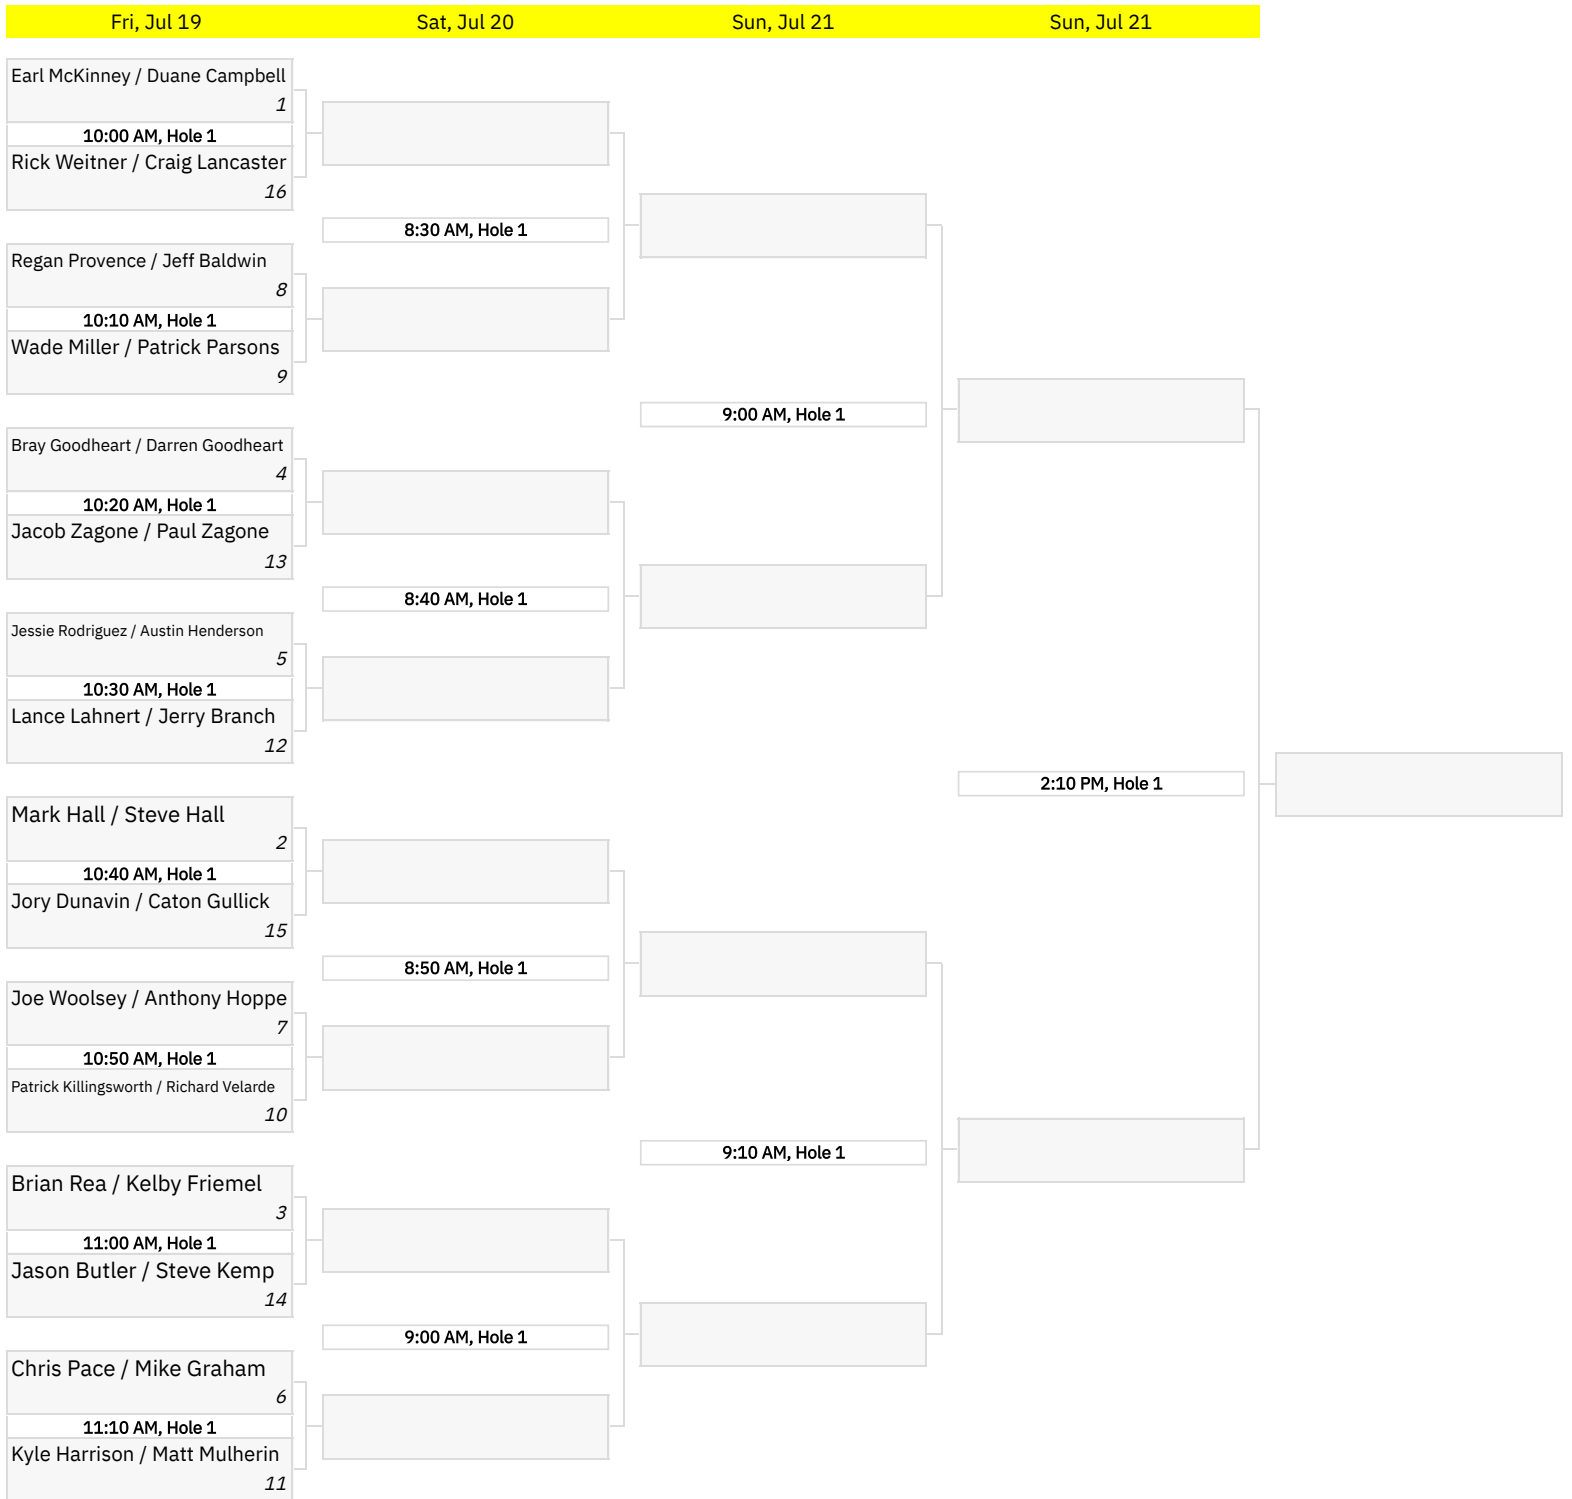 Fri, Jul 19
Sat, Jul 20
Sun, Jul 21
Sun, Jul 21
Earl McKinney / Duane Campbell
1
10:00 AM, Hole 1
Rick Weitner / Craig Lancaster
16
Regan Provence / Jeff Baldwin
8
10:10 AM, Hole 1
Wade Miller / Patrick Parsons
9
Bray Goodheart / Darren Goodheart
4
10:20 AM, Hole 1
Jacob Zagone / Paul Zagone
13
Jessie Rodriguez / Austin Henderson
5
10:30 AM, Hole 1
Lance Lahnert / Jerry Branch
12
Mark Hall / Steve Hall
2
10:40 AM, Hole 1
Jory Dunavin / Caton Gullick
15
Joe Woolsey / Anthony Hoppe
7
10:50 AM, Hole 1
Patrick Killingsworth / Richard Velarde
10
Brian Rea / Kelby Friemel
3
11:00 AM, Hole 1
Jason Butler / Steve Kemp
14
Chris Pace / Mike Graham
6
11:10 AM, Hole 1
Kyle Harrison / Matt Mulherin
11
8:30 AM, Hole 1
8:40 AM, Hole 1
8:50 AM, Hole 1
9:00 AM, Hole 1
9:00 AM, Hole 1
9:10 AM, Hole 1
2:10 PM, Hole 1